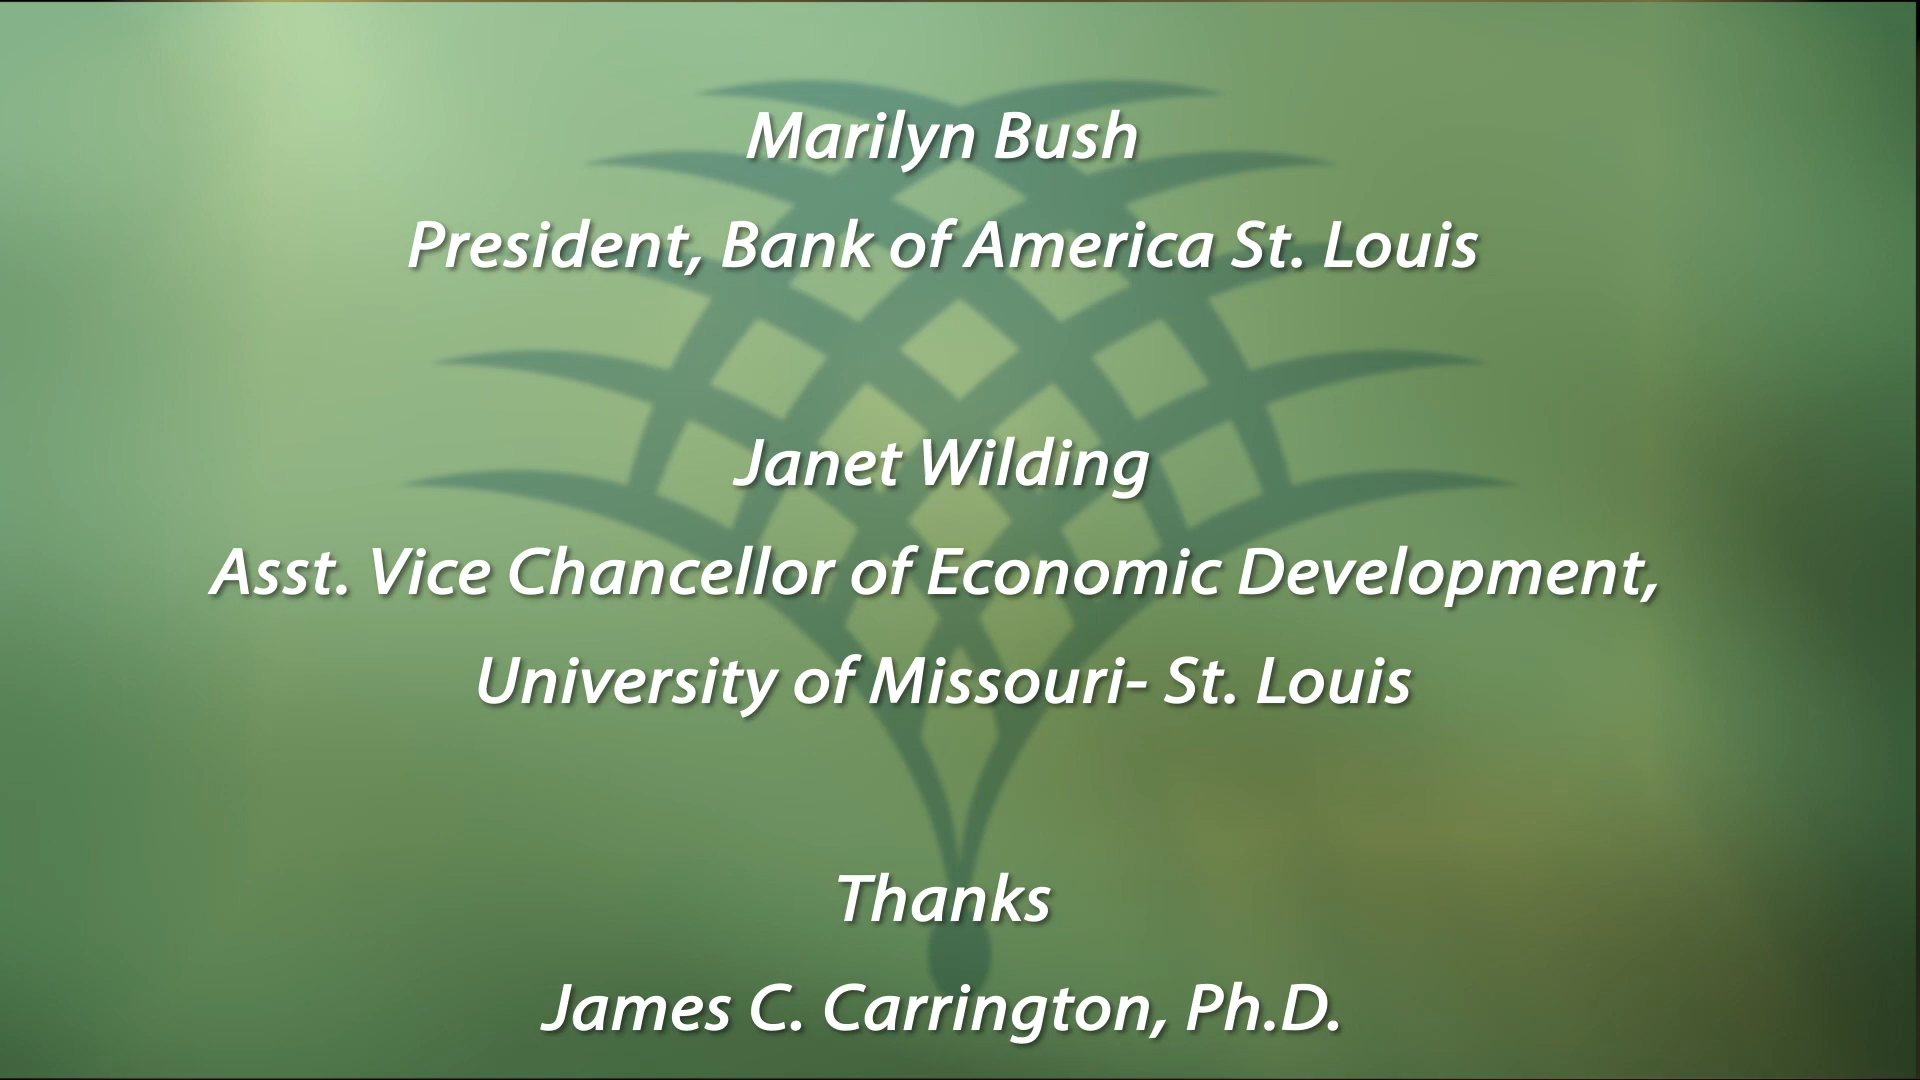 Marilyn Bush
President, Bank of America St. Louis
Janet Wilding
Asst. Vice Chancellor of Economic Development,
University of Missouri- St. Louis
Thanks
James C. Carrington, Ph.D.